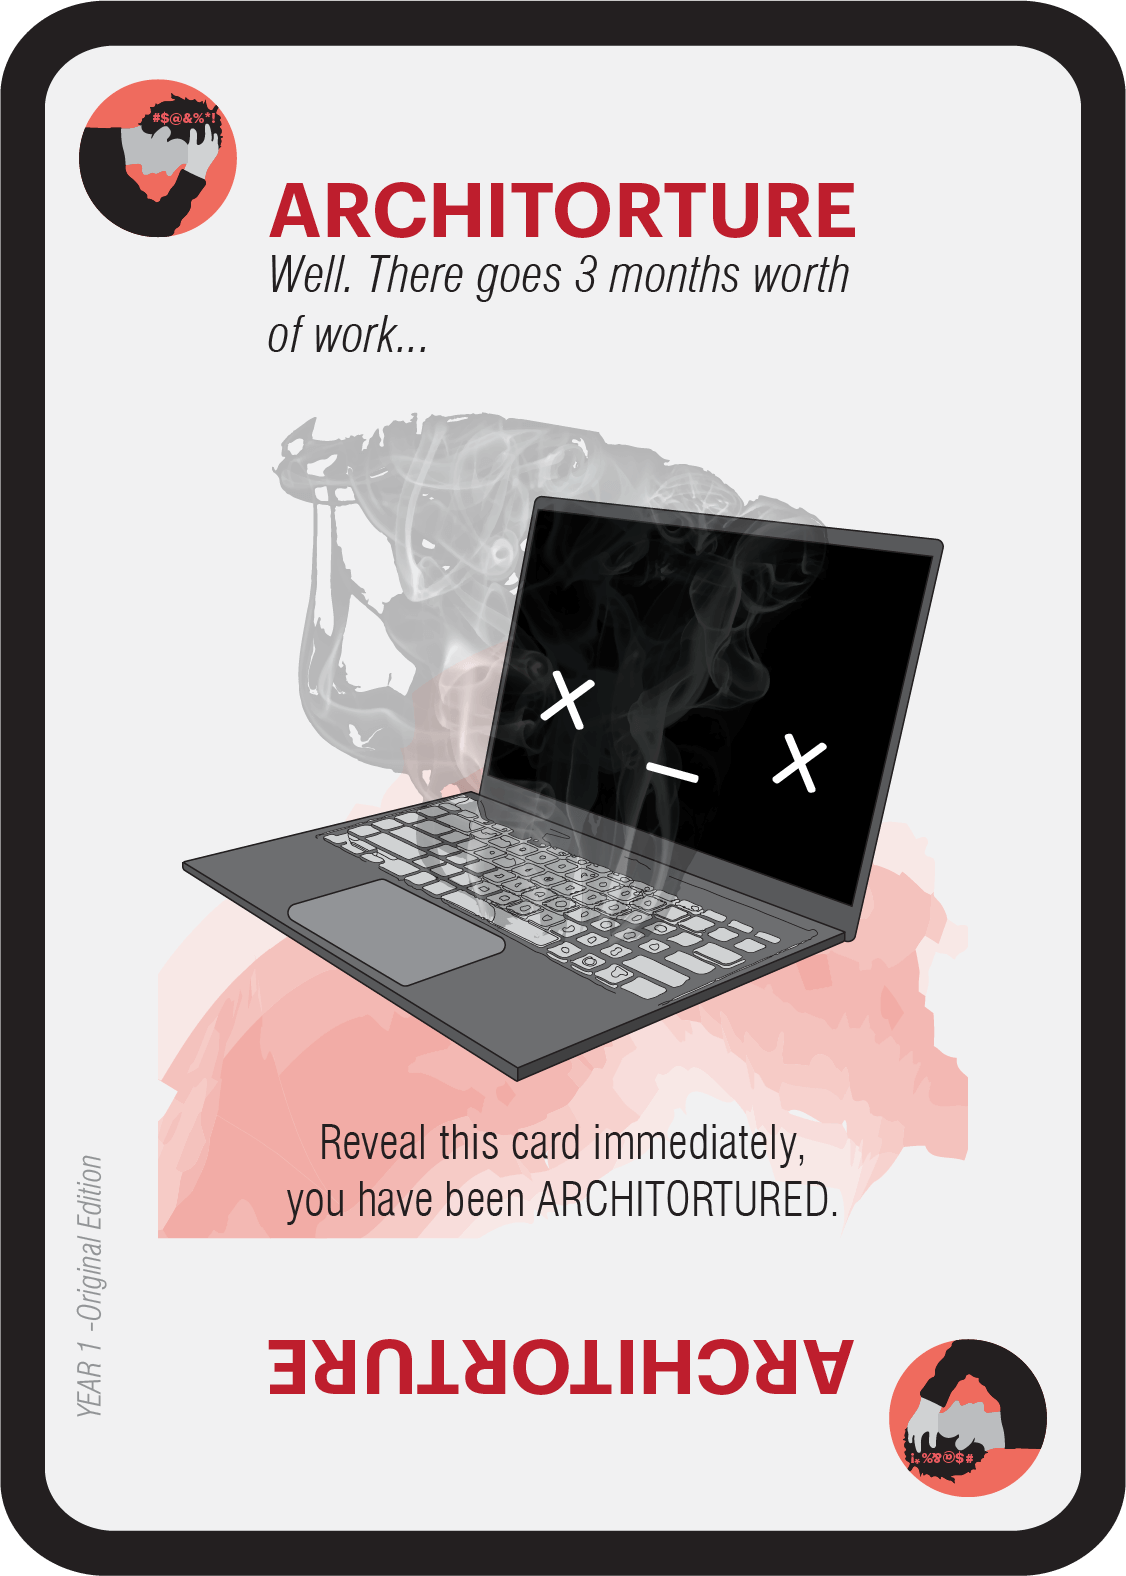 #$@&%*!
ARCHITORTURE
Well. There goes 3 months worth
of work...
Reveal this card immediately,
you have been ARCHITORTURED.
YEAR 1 -Original Edition
ARCHITORTURE
#$@&%*!